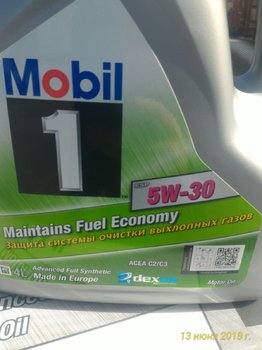 Mobil
1
ESP
5W-30
Maintains Fuel Economy
Защита системы очистки выхлопных газов
4L
Advanced Full Synthetic
Made in Europe
ACEA C2/C3
dexos
Motor Oil
Oil
13 июня 2018 г.